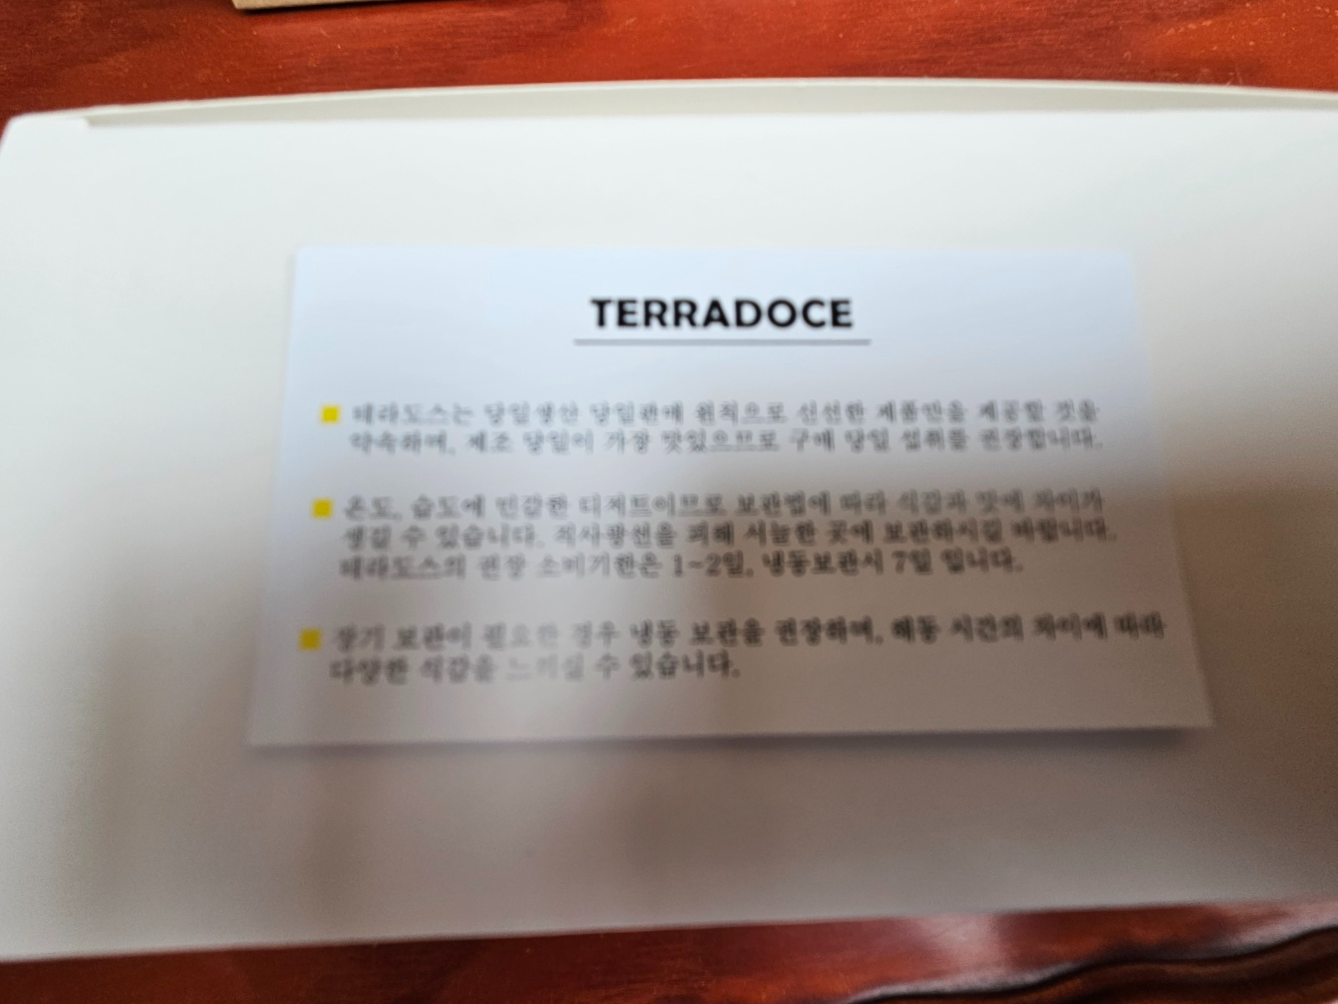 TERRADOCE
테라도스는 당일생산 당일판매 원칙으로 신선한 제품만을 제공할 것을
약속하며, 제조 당일이 가장 맛있으므로 구매 당일 섭취를 권장합니다.
온도, 습도에 민감한 디저트이므로 보관법에 따라 식감과 맛에 차이가
생길 수 있습니다. 직사광선을 피해 서늘한 곳에 보관하시길 바랍니다.
테라도스의 권장 소비기한은 1~2일, 냉동보관시 7일 입니다.
장기 보관이 필요한 경우 냉동 보관을 권장하며, 해동 시간의 차이에 따라
다양한 식감을 느끼실 수 있습니다.